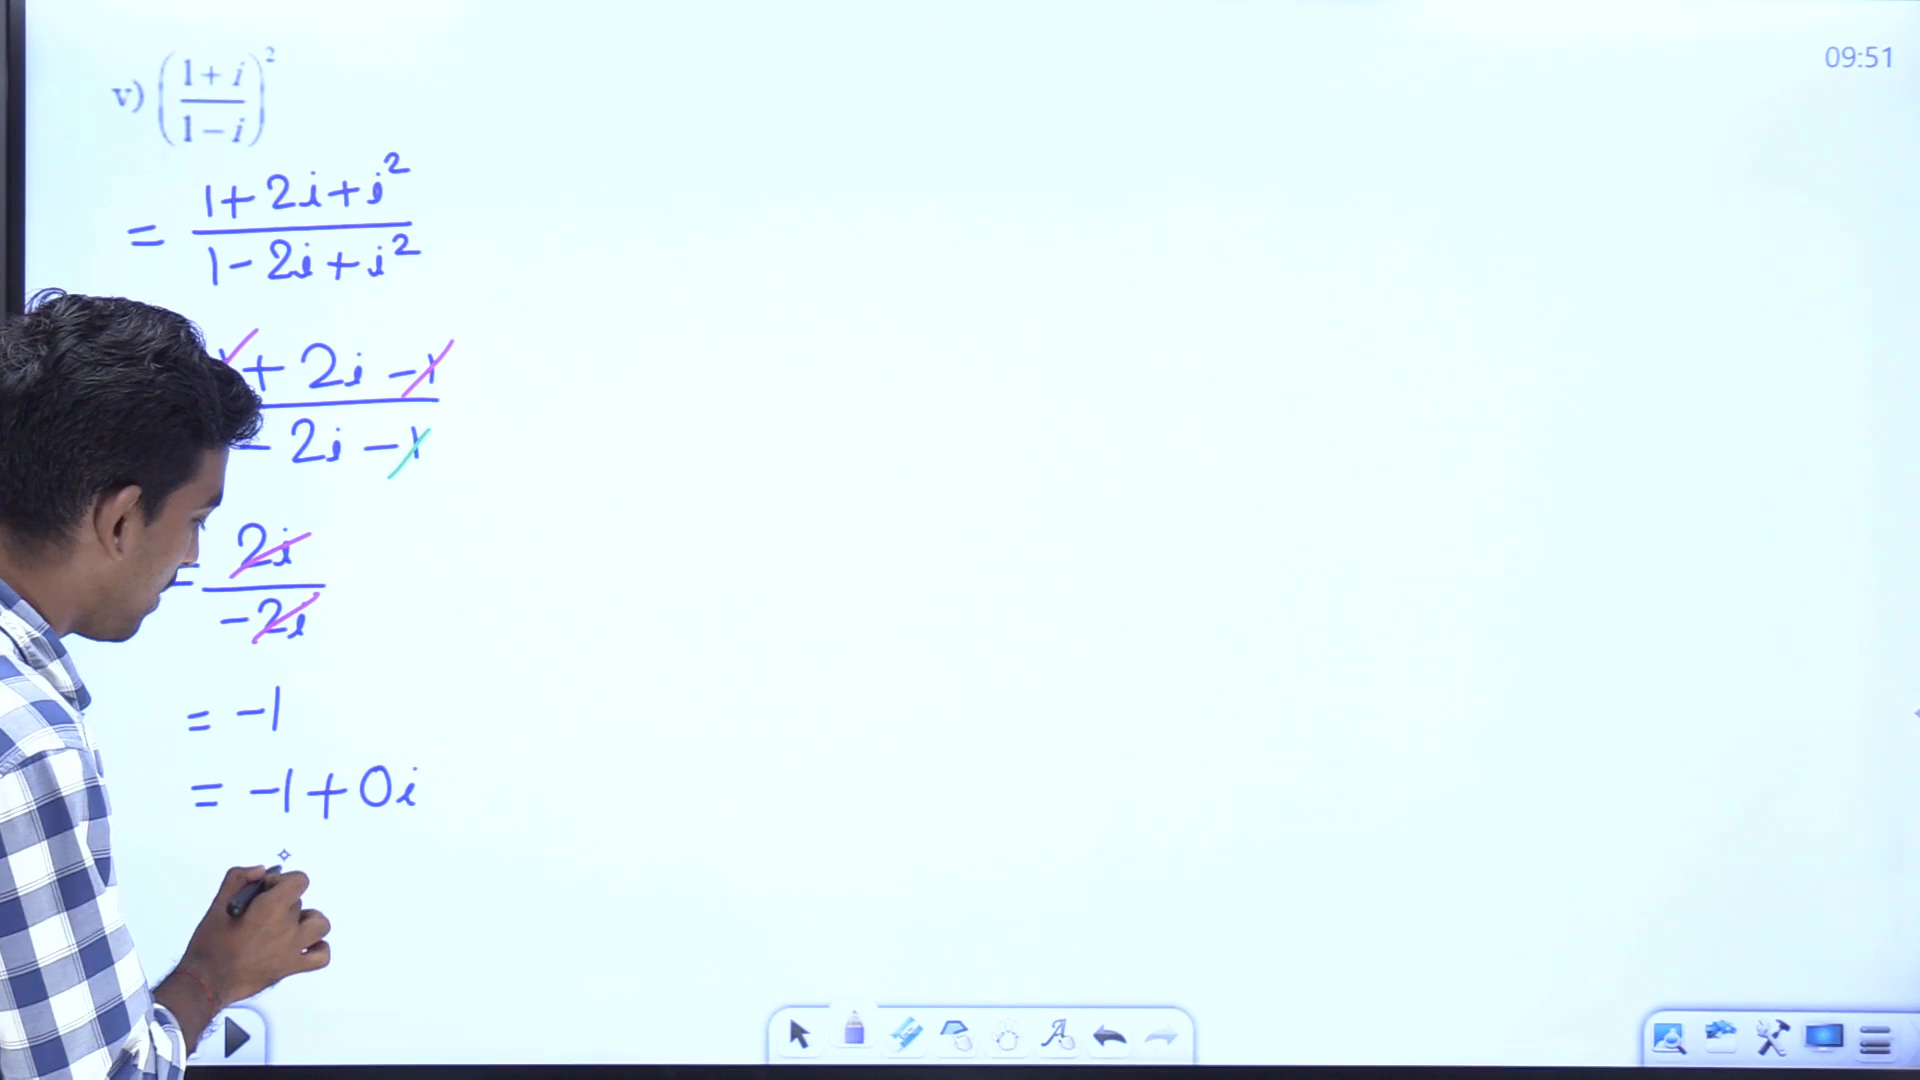 09:51
v) (1+i/1−i)²
= 1+2i+i²/1−2i+i²
+ 2i −1
− 2i −1
= 2i/−2i
= −1
= −1+0i